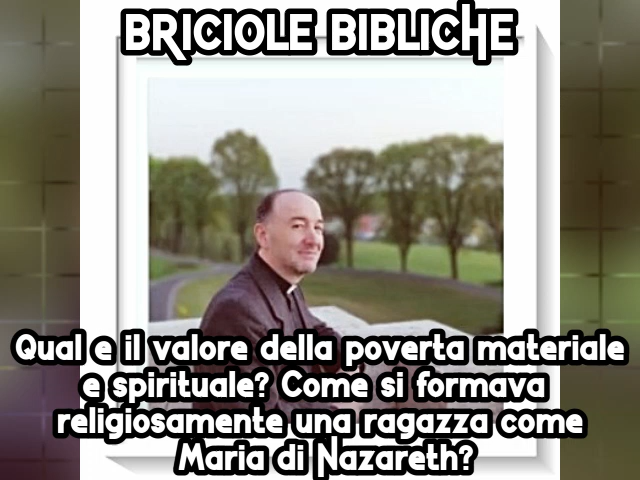 BRICIOLE BIBLICHE
Qual e il valore della poverta materiale
e spirituale? Come si formava
religiosamente una ragazza come
Maria di Nazareth?